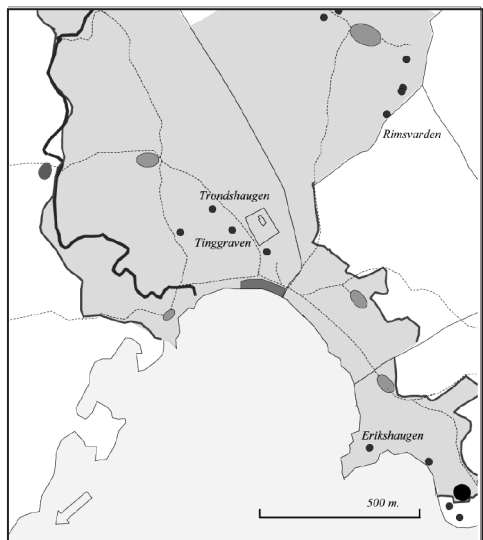 Rimsvarden
Trondshaugen
Tinggraven
Erikshaugen
500 m.